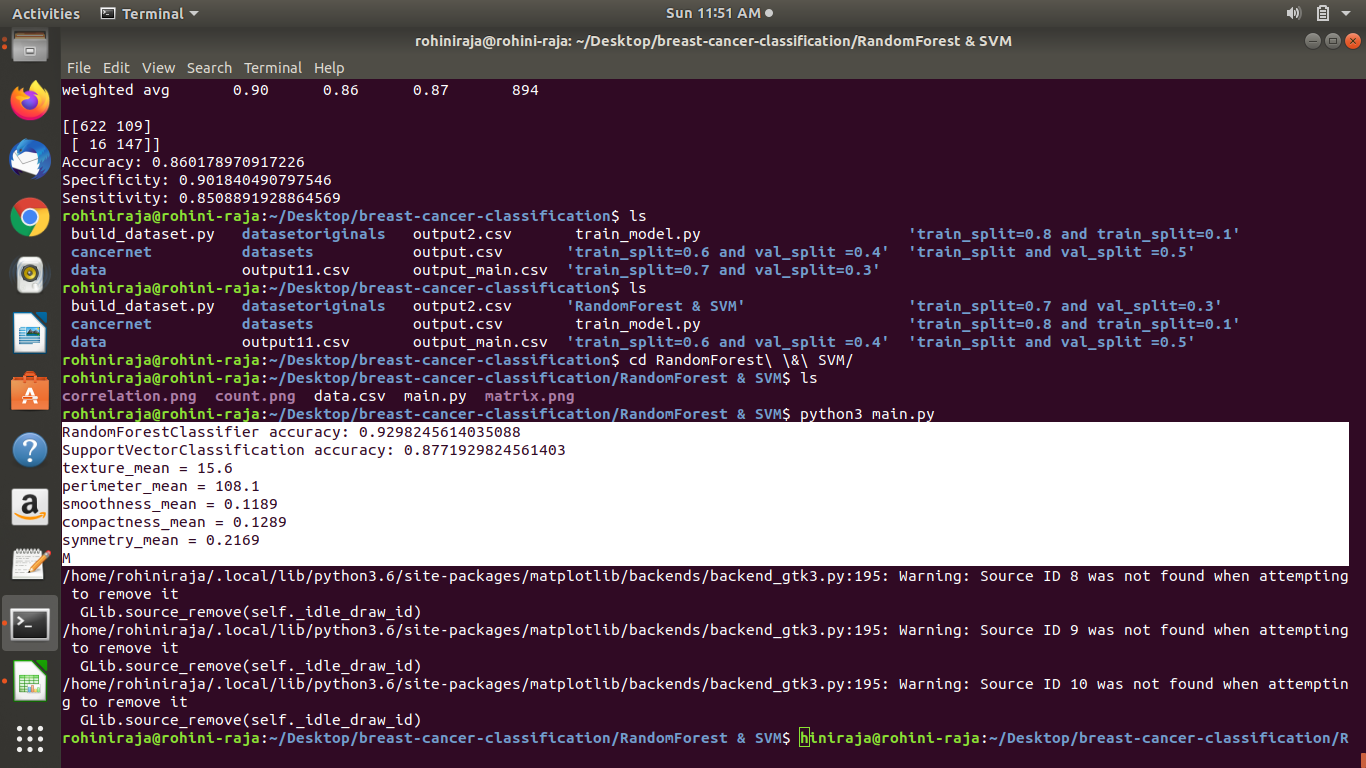 Activities Terminal Sun 11:51 AM
rohiniraja@rohini-raja: ~/Desktop/breast-cancer-classification/RandomForest & SVM
File Edit View Search Terminal Help
weighted avg 0.90 0.86 0.87 894
[[622 109]
[ 16 147]]
Accuracy: 0.860178970917226
Specificity: 0.901840490797546
Sensitivity: 0.8508891928864569
rohiniraja@rohini-raja:~/Desktop/breast-cancer-classification$ ls
build_dataset.py datasetoriginals output2.csv train_model.py 'train_split=0.8 and train_split=0.1'
cancernet datasets output.csv 'train_split=0.6 and val_split =0.4' 'train_split and val_split =0.5'
data output11.csv output_main.csv 'train_split=0.7 and val_split=0.3'
rohiniraja@rohini-raja:~/Desktop/breast-cancer-classification$ ls
build_dataset.py datasetoriginals output2.csv 'RandomForest & SVM' 'train_split=0.7 and val_split=0.3'
cancernet datasets output.csv train_model.py 'train_split=0.8 and train_split=0.1'
data output11.csv output_main.csv 'train_split=0.6 and val_split =0.4' 'train_split and val_split =0.5'
rohiniraja@rohini-raja:~/Desktop/breast-cancer-classification$ cd RandomForest\ \&\ SVM/
rohiniraja@rohini-raja:~/Desktop/breast-cancer-classification/RandomForest & SVM$ ls
correlation.png count.png data.csv main.py matrix.png
rohiniraja@rohini-raja:~/Desktop/breast-cancer-classification/RandomForest & SVM$ python3 main.py
RandomForestClassifier accuracy: 0.9298245614035088
SupportVectorClassification accuracy: 0.8771929824561403
texture_mean = 15.6
perimeter_mean = 108.1
smoothness_mean = 0.1189
compactness_mean = 0.1289
symmetry_mean = 0.2169
M
/home/rohiniraja/.local/lib/python3.6/site-packages/matplotlib/backends/backend_gtk3.py:195: Warning: Source ID 8 was not found when attempting
to remove it
GLib.source_remove(self._idle_draw_id)
/home/rohiniraja/.local/lib/python3.6/site-packages/matplotlib/backends/backend_gtk3.py:195: Warning: Source ID 9 was not found when attempting
to remove it
GLib.source_remove(self._idle_draw_id)
/home/rohiniraja/.local/lib/python3.6/site-packages/matplotlib/backends/backend_gtk3.py:195: Warning: Source ID 10 was not found when attemptin
g to remove it
GLib.source_remove(self._idle_draw_id)
rohiniraja@rohini-raja:~/Desktop/breast-cancer-classification/RandomForest & SVM$ hiniraja@rohini-raja:~/Desktop/breast-cancer-classification/R